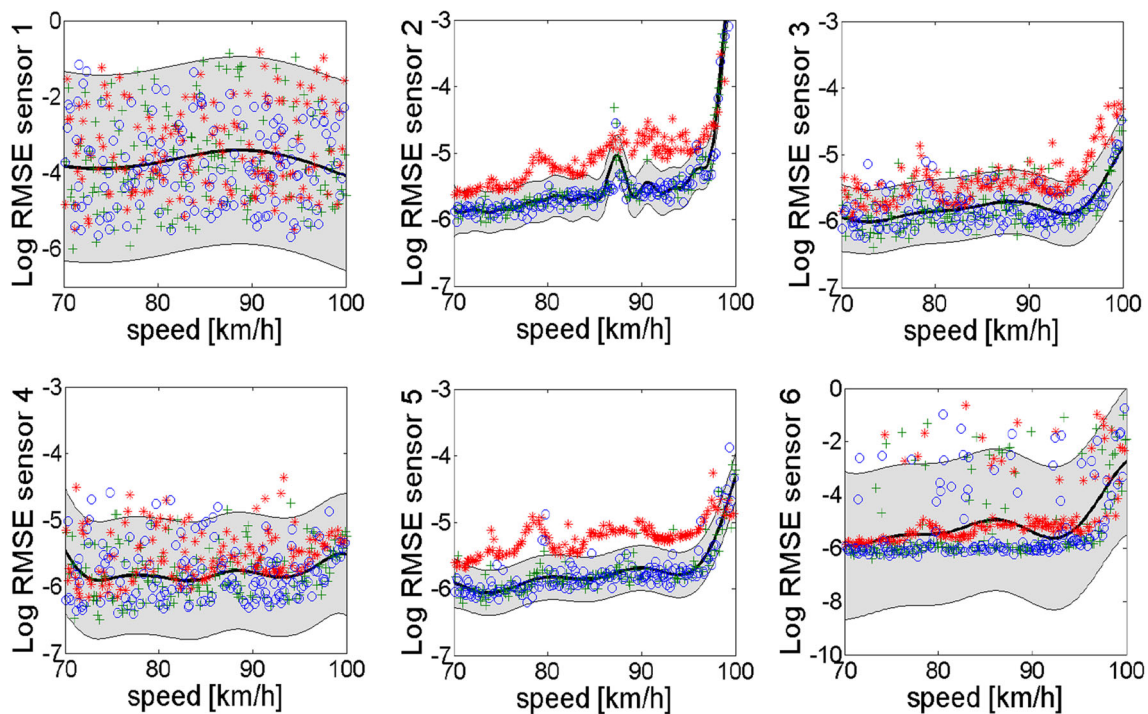 Log RMSE sensor 1
0
-2
-4
-6
70 80 90 100
speed [km/h]
Log RMSE sensor 2
-3
-4
-5
-6
-7
70 80 90 100
speed [km/h]
Log RMSE sensor 3
-3
-4
-5
-6
-7
70 80 90 100
speed [km/h]
Log RMSE sensor 4
-3
-4
-5
-6
-7
70 80 90 100
speed [km/h]
Log RMSE sensor 5
-3
-4
-5
-6
-7
70 80 90 100
speed [km/h]
Log RMSE sensor 6
0
-2
-4
-6
-8
-10
70 80 90 100
speed [km/h]